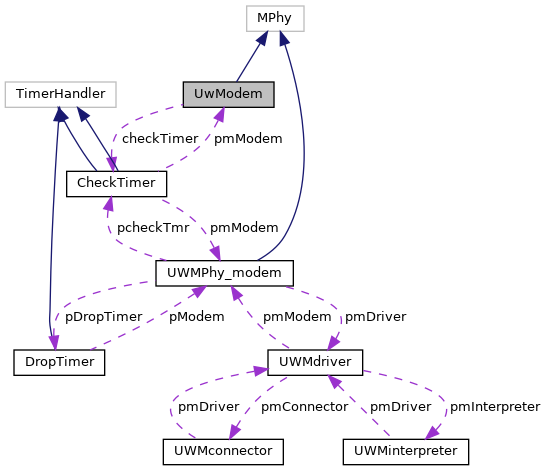 MPhy
TimerHandler
UwModem
checkTimer
pmModem
CheckTimer
pcheckTmr
pmModem
UWMPhy_modem
pDropTimer
pModem
pmModem
pmDriver
DropTimer
UWMdriver
pmDriver
pmConnector
pmDriver
pmInterpreter
UWMconnector
UWMinterpreter